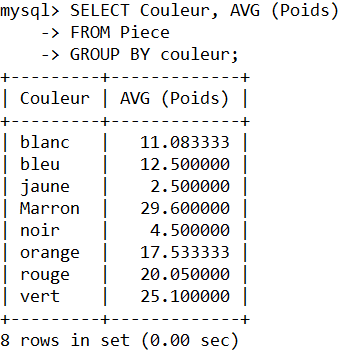 mysql> SELECT Couleur, AVG (Poids)
    -> FROM Piece
    -> GROUP BY couleur;
+---------+-------------+
| Couleur | AVG (Poids) |
+---------+-------------+
| blanc   |   11.083333 |
| bleu    |   12.500000 |
| jaune   |    2.500000 |
| Marron  |   29.600000 |
| noir    |    4.500000 |
| orange  |   17.533333 |
| rouge   |   20.050000 |
| vert    |   25.100000 |
+---------+-------------+
8 rows in set (0.00 sec)